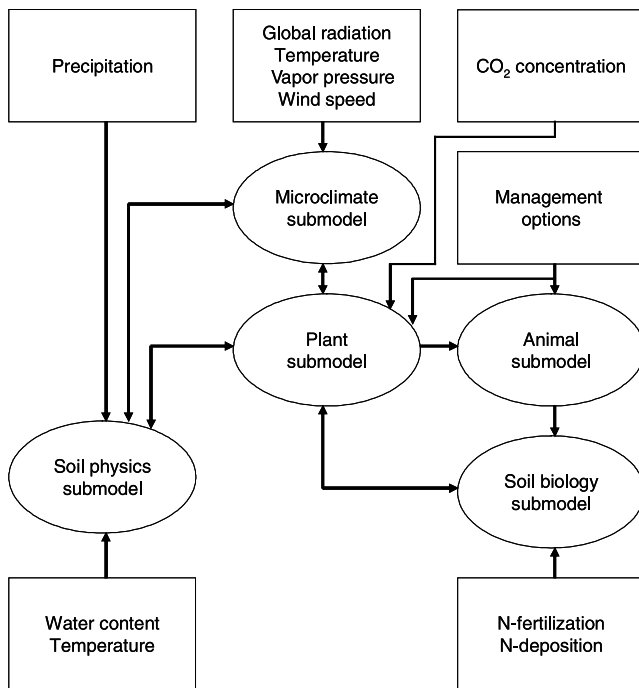 Precipitation
Global radiation
Temperature
Vapor pressure
Wind speed
CO₂ concentration
Microclimate
submodel
Management
options
Plant
submodel
Animal
submodel
Soil physics
submodel
Soil biology
submodel
Water content
Temperature
N-fertilization
N-deposition